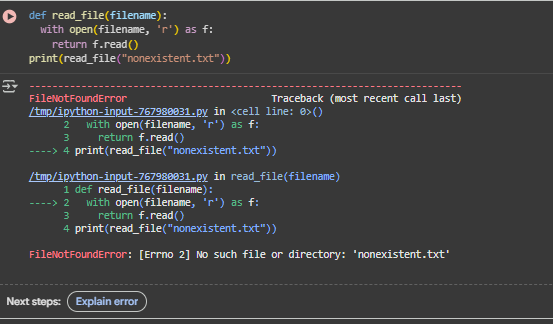 def read_file(filename):
  with open(filename, 'r') as f:
    return f.read()
print(read_file("nonexistent.txt"))
---------------------------------------------------------------------------
FileNotFoundError                         Traceback (most recent call last)
/tmp/ipython-input-767980031.py in <cell line: 0>()
      2   with open(filename, 'r') as f:
      3     return f.read()
----> 4 print(read_file("nonexistent.txt"))

/tmp/ipython-input-767980031.py in read_file(filename)
      1 def read_file(filename):
----> 2   with open(filename, 'r') as f:
      3     return f.read()
      4 print(read_file("nonexistent.txt"))

FileNotFoundError: [Errno 2] No such file or directory: 'nonexistent.txt'
Next steps: Explain error